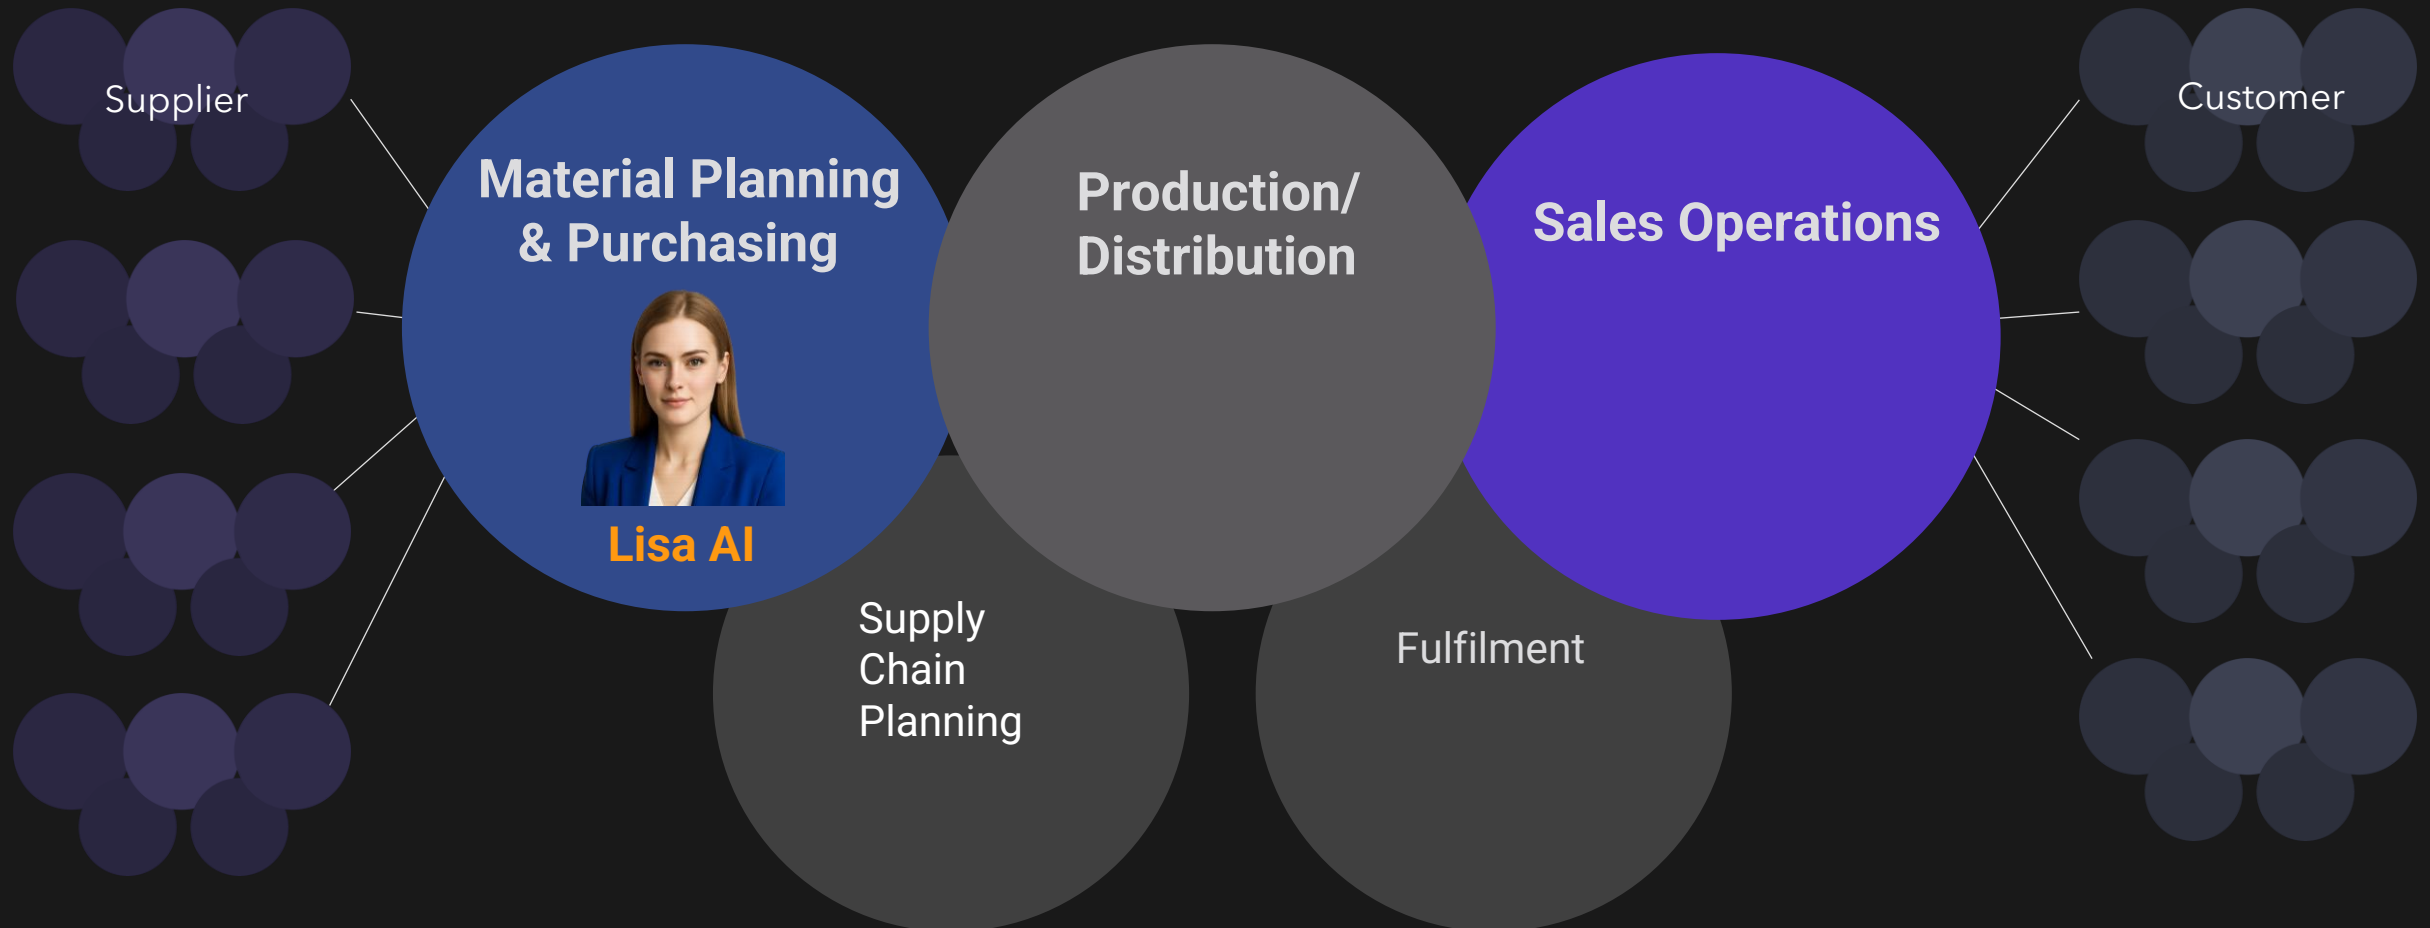 Supplier
Customer
Material Planning
& Purchasing
Production/
Distribution
Sales Operations
Lisa AI
Supply
Chain
Planning
Fulfilment